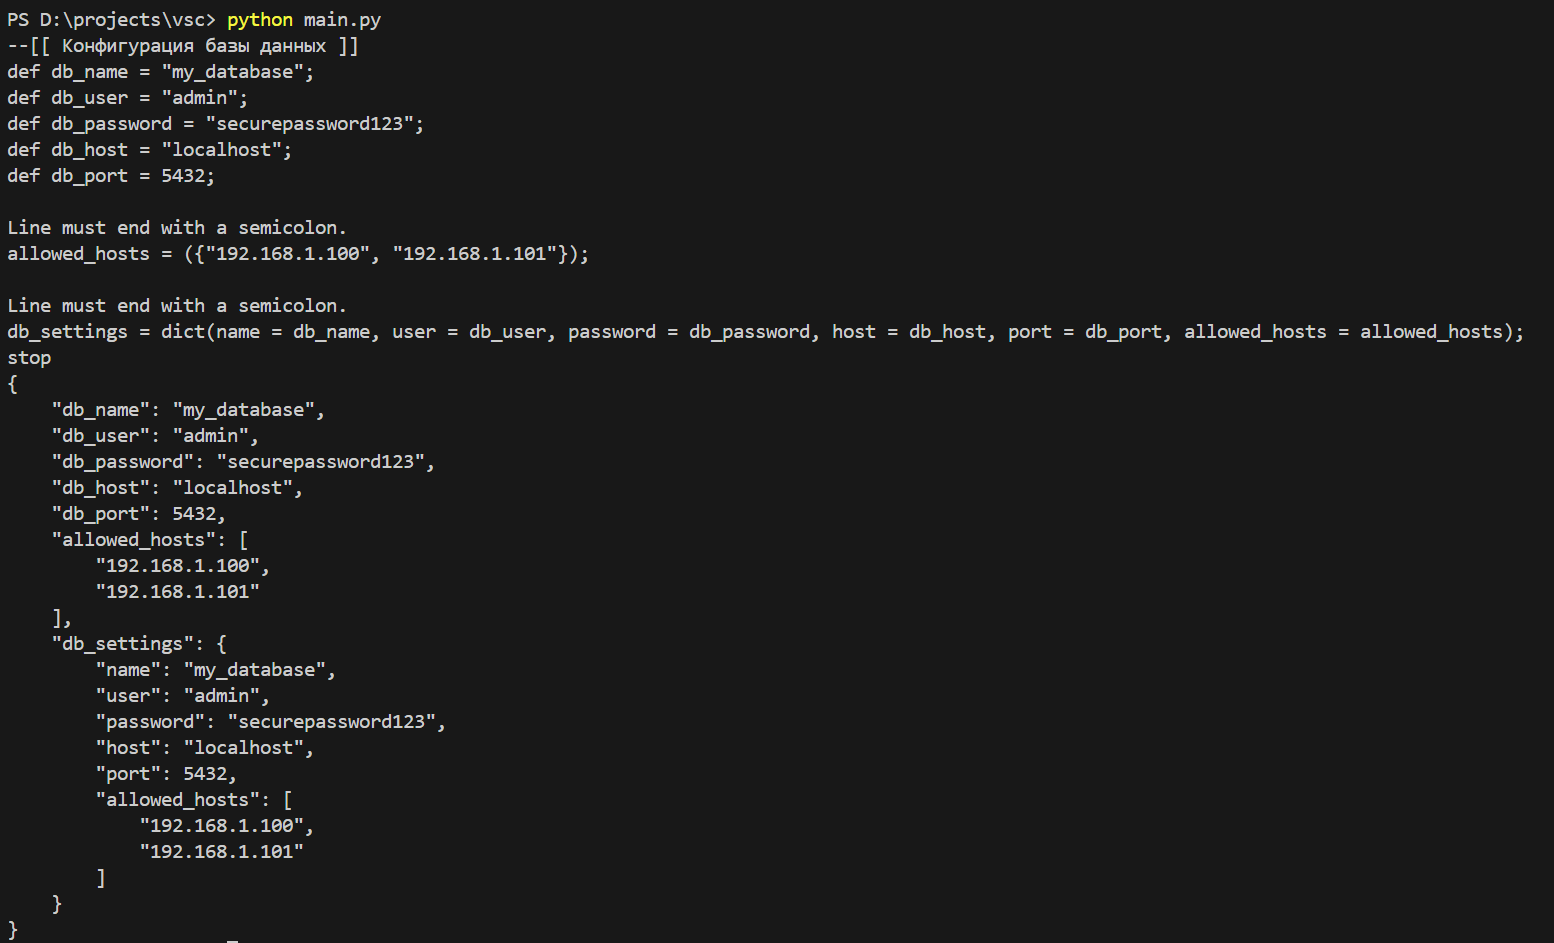 PS D:\projects\vsc> python main.py
--[[ Конфигурация базы данных ]]
def db_name = "my_database";
def db_user = "admin";
def db_password = "securepassword123";
def db_host = "localhost";
def db_port = 5432;

Line must end with a semicolon.
allowed_hosts = ({"192.168.1.100", "192.168.1.101"});

Line must end with a semicolon.
db_settings = dict(name = db_name, user = db_user, password = db_password, host = db_host, port = db_port, allowed_hosts = allowed_hosts);
stop
{
    "db_name": "my_database",
    "db_user": "admin",
    "db_password": "securepassword123",
    "db_host": "localhost",
    "db_port": 5432,
    "allowed_hosts": [
        "192.168.1.100",
        "192.168.1.101"
    ],
    "db_settings": {
        "name": "my_database",
        "user": "admin",
        "password": "securepassword123",
        "host": "localhost",
        "port": 5432,
        "allowed_hosts": [
            "192.168.1.100",
            "192.168.1.101"
        ]
    }
}